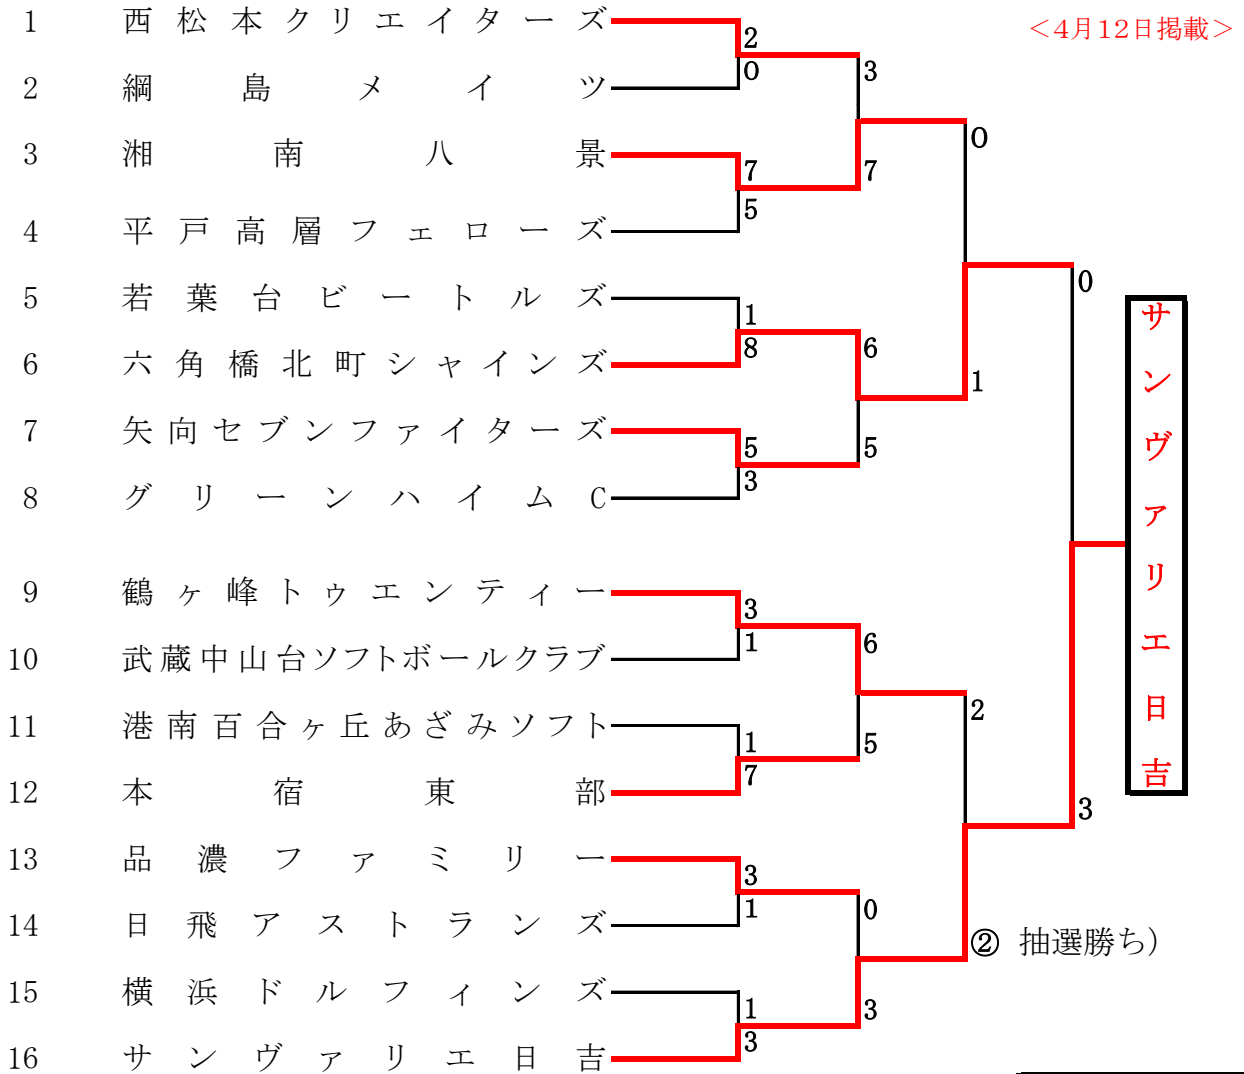 <4月12日掲載>
1 西松本クリエイターズ
2
0
2 綱島メイツ
3
3 湘南八景
0
7
7
5
4 平戸高層フェローズ
5 若葉台ビートルズ
0
1
8
6
6 六角橋北町シャインズ
1
7 矢向セブンファイターズ
5
5
3
8 グリーンハイムC
サンヴァリエ日吉
9 鶴ヶ峰トゥエンティー
3
1
6
10 武蔵中山台ソフトボールクラブ
2
11 港南百合ヶ丘あざみソフト
1
5
7
12 本宿東部
3
13 品濃ファミリー
3
1
0
14 日飛アストランズ
② 抽選勝ち)
15 横浜ドルフィンズ
1
3
3
16 サンヴァリエ日吉